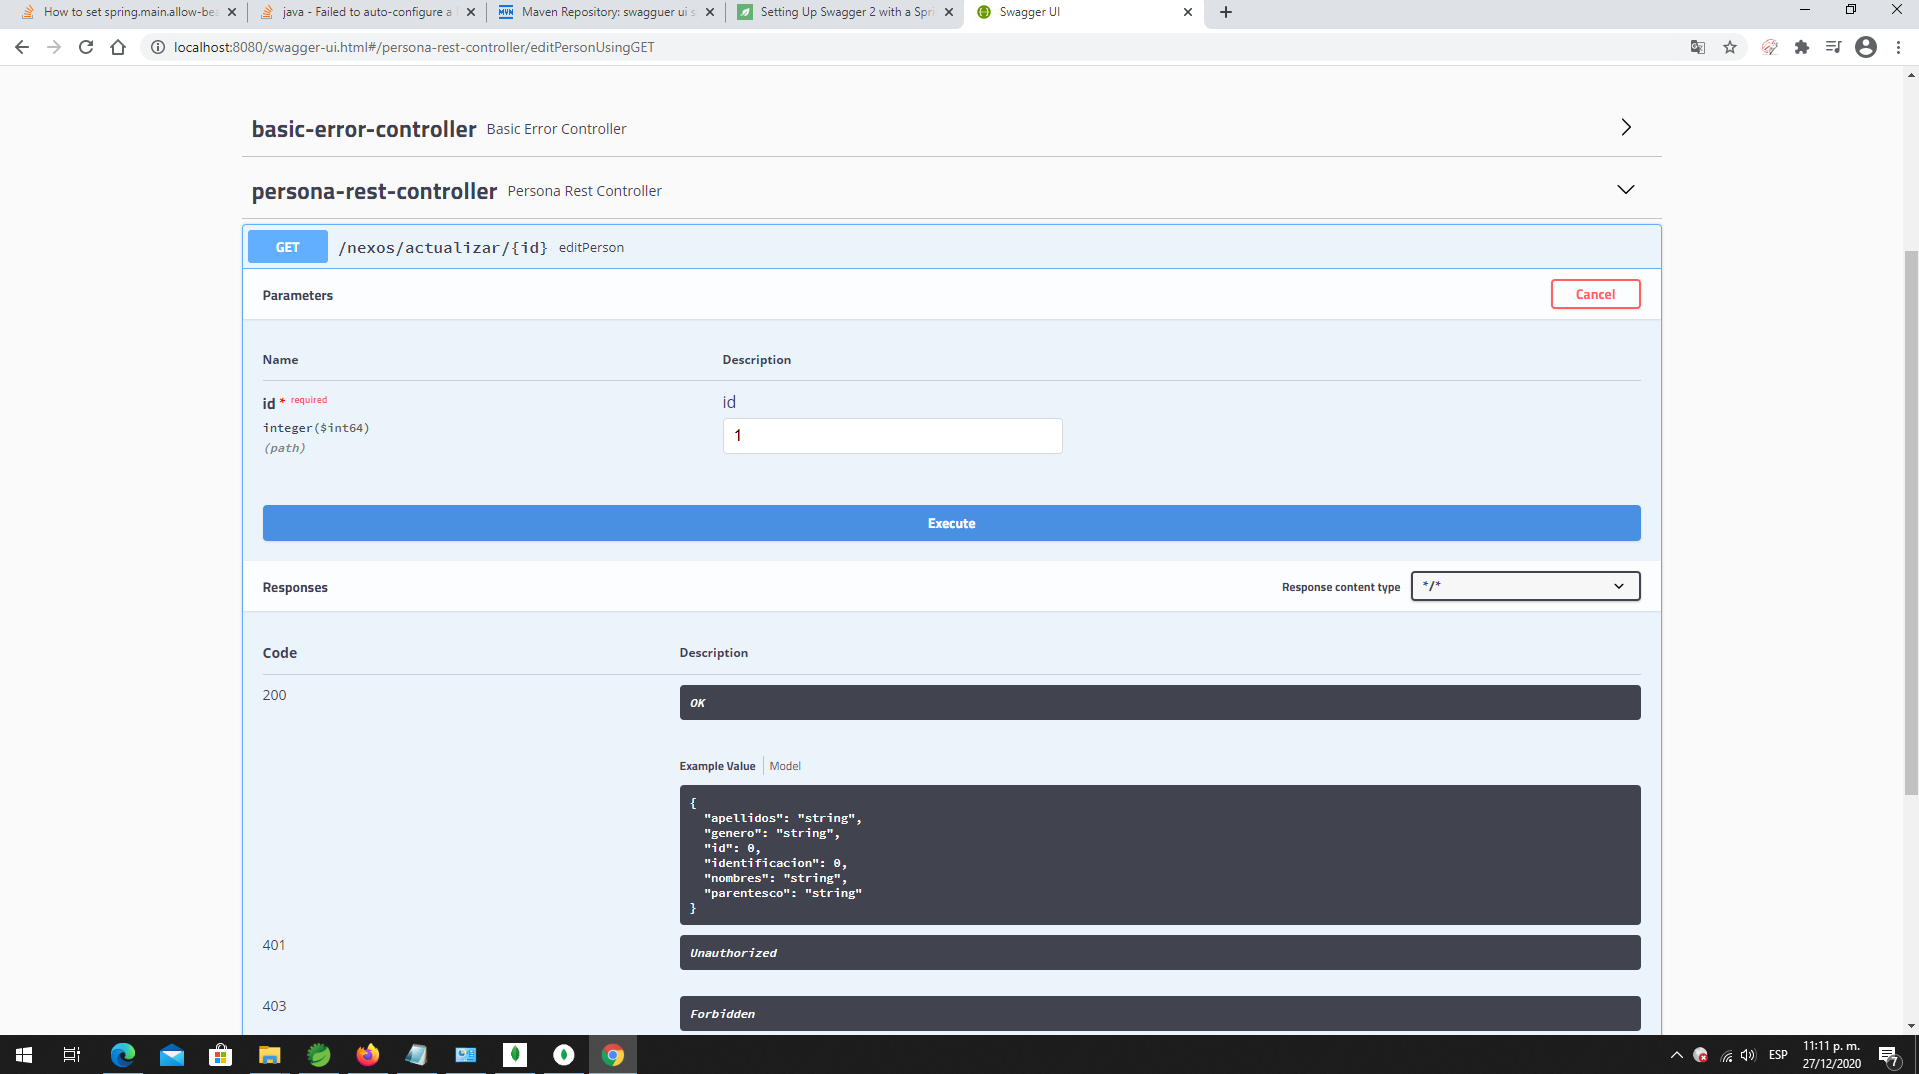 How to set spring.main.allow-bea
java - Failed to auto-configure a
MVN Maven Repository: swagguer ui s
Setting Up Swagger 2 with a Spri
Swagger UI
localhost:8080/swagger-ui.html#/persona-rest-controller/editPersonUsingGET
basic-error-controller Basic Error Controller
persona-rest-controller Persona Rest Controller
GET /nexos/actualizar/{id} editPerson
Parameters Cancel
Name Description
id * required id
integer($int64) 1
(path)
Execute
Responses Response content type */*
Code Description
200 OK
Example Value Model
{
"apellidos": "string",
"genero": "string",
"id": 0,
"identificacion": 0,
"nombres": "string",
"parentesco": "string"
}
401 Unauthorized
403 Forbidden
ESP 11:11 p. m.
27/12/2020 7